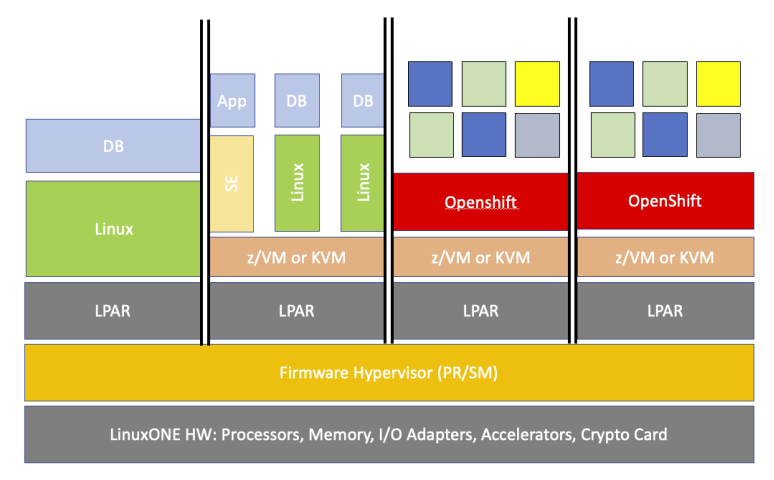 App
DB
DB
DB
SE
Linux
Linux
Linux
Openshift
OpenShift
z/VM or KVM
z/VM or KVM
z/VM or KVM
LPAR
LPAR
LPAR
LPAR
Firmware Hypervisor (PR/SM)
LinuxONE HW: Processors, Memory, I/O Adapters, Accelerators, Crypto Card